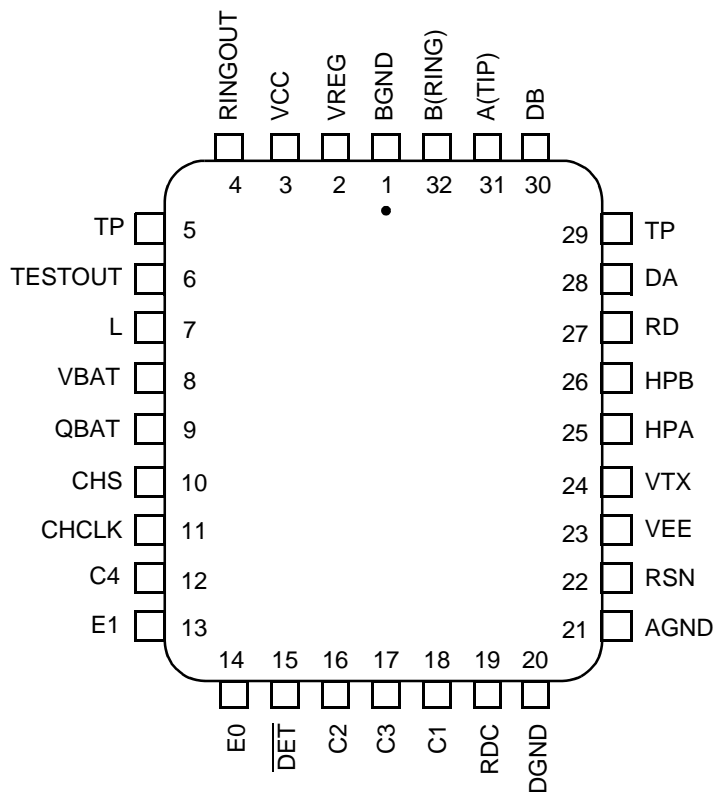 RINGOUT VCC VREG BGND B(RING) A(TIP) DB
4 3 2 1 32 31 30
TP 5 29 TP
TESTOUT 6 28 DA
L 7 27 RD
VBAT 8 26 HPB
QBAT 9 25 HPA
CHS 10 24 VTX
CHCLK 11 23 VEE
C4 12 22 RSN
E1 13 21 AGND
14 15 16 17 18 19 20
E0 DET C2 C3 C1 RDC DGND